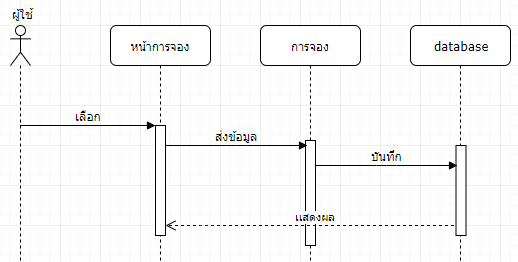 ผู้ใช้
หน้าการจอง
การจอง
database
เลือก
ส่งข้อมูล
บันทึก
แสดงผล